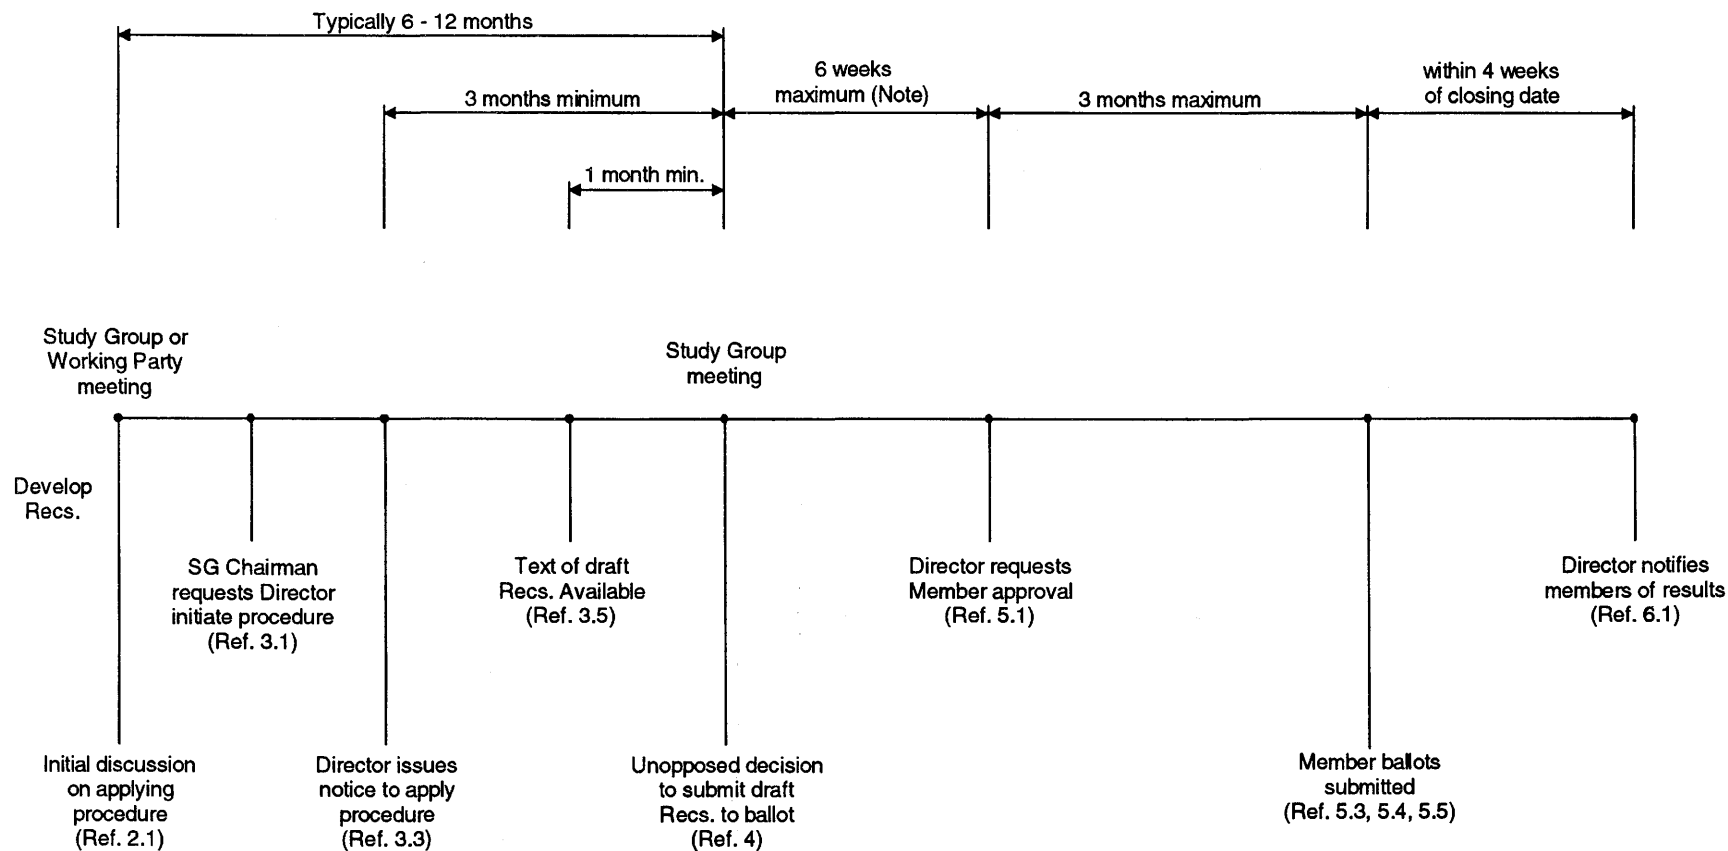 Typically 6 - 12 months
6 weeks
maximum (Note)
within 4 weeks
of closing date
3 months minimum
3 months maximum
1 month min.
Study Group or
Working Party
meeting
Study Group
meeting
Develop
Recs.
SG Chairman
requests Director
initiate procedure
(Ref. 3.1)
Text of draft
Recs. Available
(Ref. 3.5)
Director requests
Member approval
(Ref. 5.1)
Director notifies
members of results
(Ref. 6.1)
Initial discussion
on applying
procedure
(Ref. 2.1)
Director issues
notice to apply
procedure
(Ref. 3.3)
Unopposed decision
to submit draft
Recs. to ballot
(Ref. 4)
Member ballots
submitted
(Ref. 5.3, 5.4, 5.5)